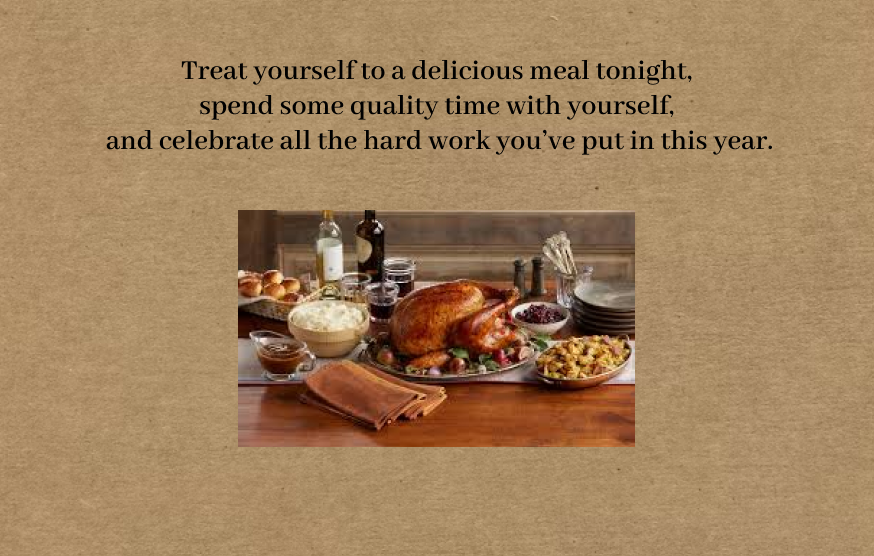 Treat yourself to a delicious meal tonight,
spend some quality time with yourself,
and celebrate all the hard work you’ve put in this year.